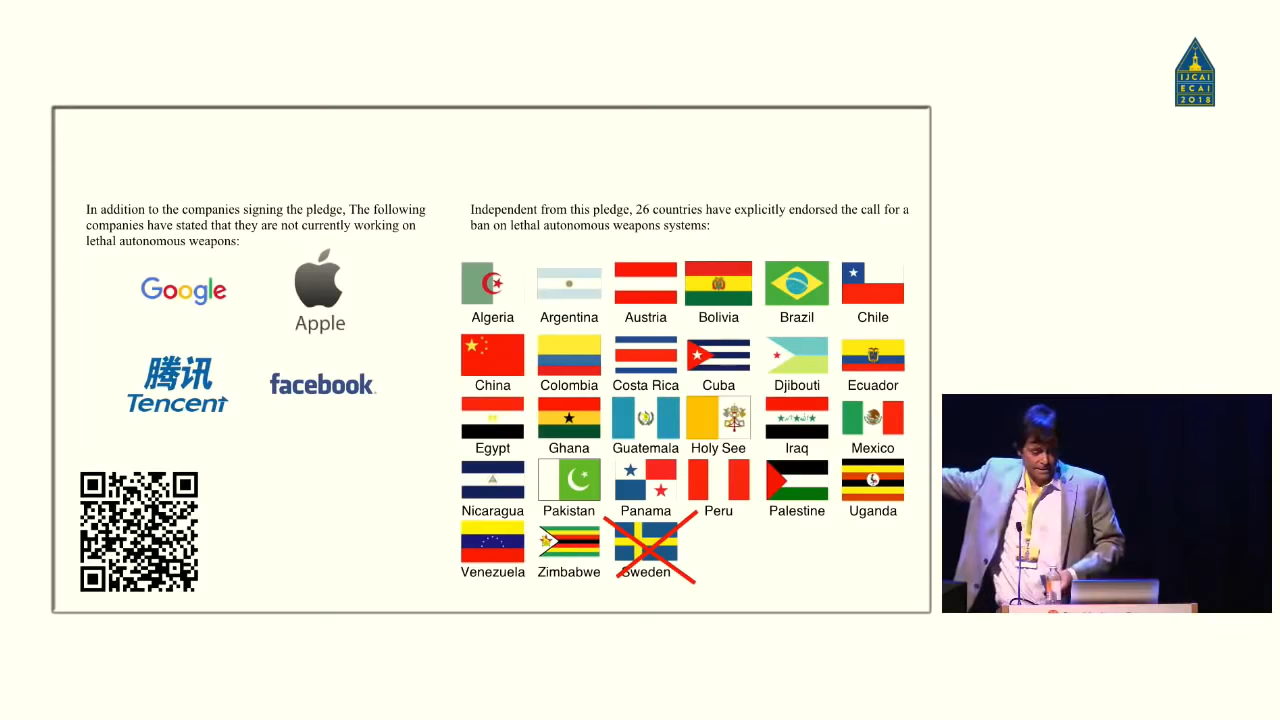 IJCAI
ECAI
2018
In addition to the companies signing the pledge, The following
companies have stated that they are not currently working on
lethal autonomous weapons:
Google
Apple
腾讯
Tencent
facebook
Independent from this pledge, 26 countries have explicitly endorsed the call for a
ban on lethal autonomous weapons systems:
Algeria
Argentina
Austria
Bolivia
Brazil
Chile
China
Colombia
Costa Rica
Cuba
Djibouti
Ecuador
Egypt
Ghana
Guatemala
Holy See
Iraq
Mexico
Nicaragua
Pakistan
Panama
Peru
Palestine
Uganda
Venezuela
Zimbabwe
Sweden